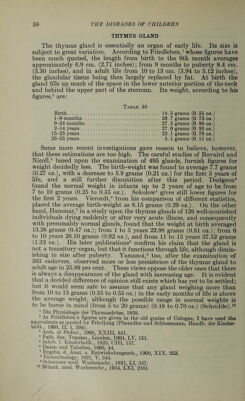 58 THE DISEASES OF CHILDREN
THYMUS GLAND
The thymus gland is essentially an organ of early life. Its size is
subject to great variation. According to Friedleben,¹ whose figures have
been much quoted, the length from birth to the 9th month averages
approximately 6.9 cm. (2.71 inches); from 9 months to puberty 8.4 cm.
(3.30 inches), and in adult life from 10 to 13 cm. (3.94 to 5.12 inches),
the glandular tissue being then largely replaced by fat. At birth the
gland fills up much of the space in the lower anterior portion of the neck
and behind the upper part of the sternum. Its weight, according to his
figures,² are:
TABLE 30
Birth 14.3 grams (0.51 oz.)
1-9 months 20.7 grams (0.73 oz.)
9-24 months 27.3 grams (0.96 oz.)
2-14 years 27.0 grams (0.95 oz.)
15-25 years 22.1 grams (0.78 oz.)
25-35 years 3.1 grams (0.11 oz.)
Some more recent investigations gave reason to believe, however,
that these estimations are too high. The careful studies of Bovaird and
Nicoll,³ based upon the examination of 495 glands, furnish figures for
weight decidedly less. The birth-weight was found to average 7.7 grams
(0.27 oz.), with a decrease to 5.9 grams (0.21 oz.) for the first 5 years of
life, and a still further diminution after this period. Dudgeon⁴
found the normal weight in infants up to 2 years of age to be from
7 to 10 grams (0.25 to 0.35 oz.). Sokolow⁵ gives still lower figures for
the first 2 years. Vierordt,⁶ from his comparison of different statistics,
placed the average birth-weight as 8.15 grams (0.29 oz.). On the other
hand, Hammar,⁷ in a study upon the thymus glands of 126 well-nourished
individuals dying suddenly or after very acute illness, and consequently
with presumably normal glands, found that the weight at birth averaged
13.26 grams (0.47 oz.); from 1 to 5 years 22.98 grams (0.81 oz.); from 5
to 10 years 26.10 grams (0.92 oz.), and from 11 to 15 years 37.52 grams
(1.32 oz.). His later publications⁸ confirm his claim that the gland is
not a transitory organ, but that it functions through life, although dimin-
ishing in size after puberty. Yamanoi,⁹ too, after the examination of
363 cadavers, observed more or less persistence of the thymus gland to
adult age in 25.89 per cent. These views oppose the older ones that there
is always a disappearance of the gland with increasing age. It is evident
that a decided difference of opinion still exists which has yet to be settled;
but it would seem safe to assume that any gland weighing more than
from 10 to 15 grams (0.35 to 0.53 oz.) in the early months of life is above
the average weight, although the possible range in normal weights is
to be borne in mind (from 5 to 20 grams) (0.18 to 0.70 oz.) (Schridde).¹⁰
¹ Die Physiologie der Thymusdrüse, 1858.
² As Friedleben's figures are given in the old grains of Cologne, I have used the
equivalents as quoted by Friedjung (Pfaundler und Schlossmann, Handb. der Kinder-
heilk., 1906, II, 1, 394).
³ Arch. of Pediat., 1906, XXIII, 641.
⁴ Path. Soc. Transac., London, 1904, LV, 151.
⁵ Jahrb. f. Kinderheilk., 1903, LVII, 157.
⁶ Daten und Tabellen, 1906, 44.
⁷ Ergebn. d. Anat. u. Entwicklungsesch., 1909, XIX, 253.
⁸ Endocrinology, 1921, V, 543.
⁹ Schweizer med. Wochenschr., 1921, LI, 557.
¹⁰ Münch. med. Wochenschr., 1914, LXI, 2161.